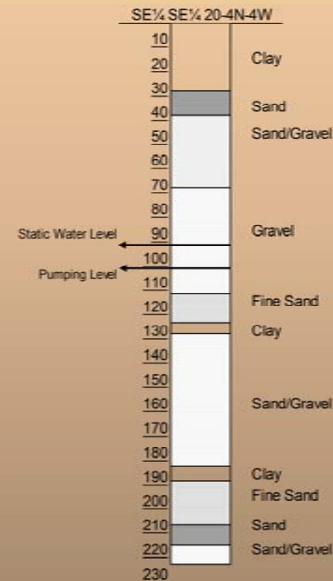 SE¼ SE¼ 20-4N-4W
10
Clay
20
30
Sand
40
Sand/Gravel
50
60
70
80
Gravel
Static Water Level
90
100
Pumping Level
110
Fine Sand
120
Clay
130
140
150
Sand/Gravel
160
170
180
Clay
190
Fine Sand
200
Sand
210
Sand/Gravel
220
230